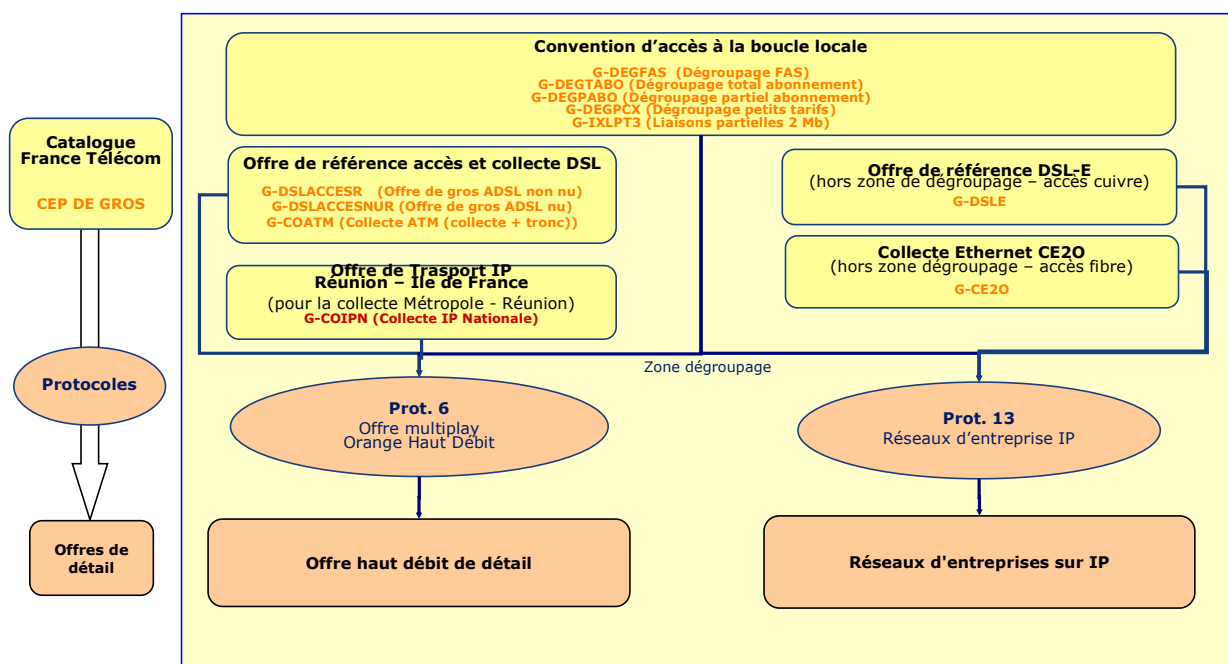 Convention d'accès à la boucle locale
G-DEGFAS (Dégroupage FAS)
G-DEGTABO (Dégroupage total abonnement)
G-DEGPABO (Dégroupage partiel abonnement)
G-DEGPCX (Dégroupage petits tarifs)
G-IXLPT3 (Liaisons partielles 2 Mb)
Catalogue
France Télécom
CEP DE GROS
Offre de référence accès et collecte DSL
G-DSLACCESR (Offre de gros ADSL non nu)
G-DSLACCESNUR (Offre de gros ADSL nu)
G-COATM (Collecte ATM (collecte + tronc))
Offre de référence DSL-E
(hors zone de dégroupage – accès cuivre)
G-DSLE
Collecte Ethernet CE2O
(hors zone dégroupage – accès fibre)
G-CE2O
Offre de Trasport IP
Réunion – Ile de France
(pour la collecte Métropole - Réunion)
G-COIPN (Collecte IP Nationale)
Zone dégroupage
Protocoles
Prot. 6
Offre multiplay
Orange Haut Débit
Prot. 13
Réseaux d'entreprise IP
Offres de
détail
Offre haut débit de détail
Réseaux d'entreprises sur IP